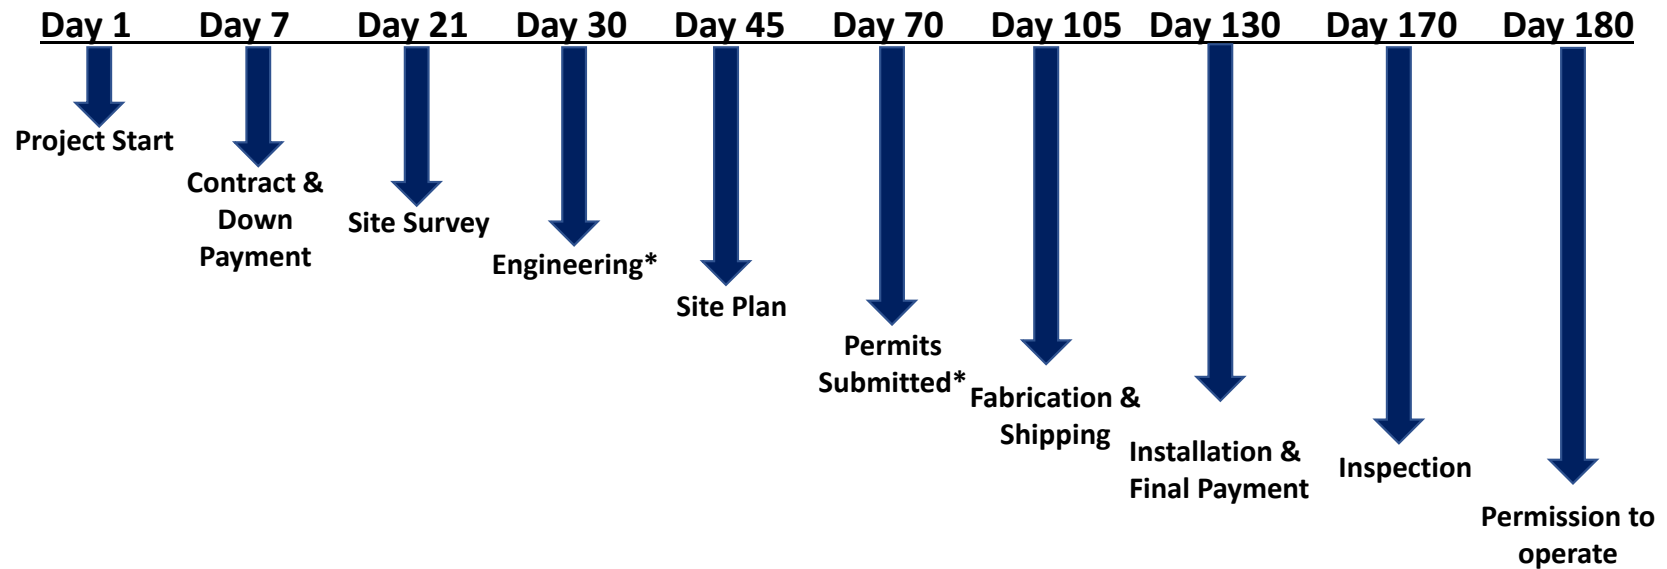 Day 1 Day 7 Day 21 Day 30 Day 45 Day 70 Day 105 Day 130 Day 170 Day 180
Project Start
Contract &
Down
Payment
Site Survey
Engineering*
Site Plan
Permits
Submitted*
Fabrication &
Shipping
Installation &
Final Payment
Inspection
Permission to
operate